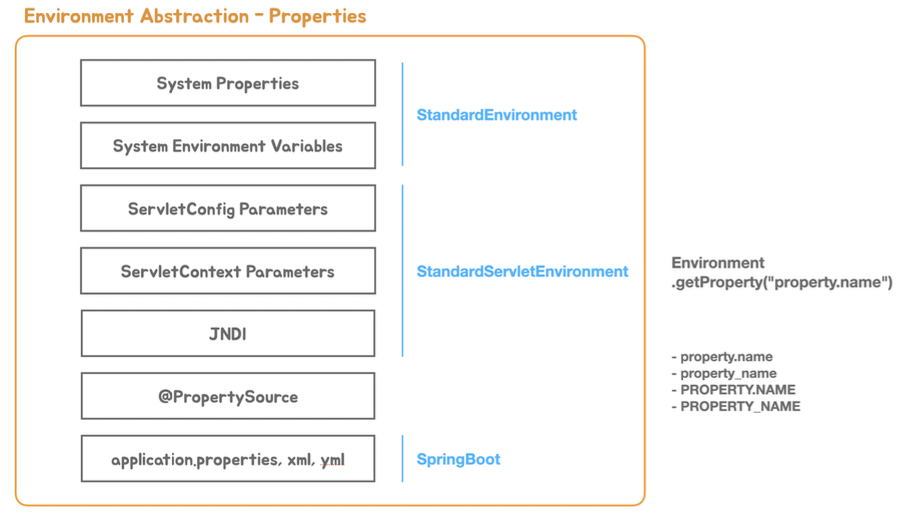 Environment Abstraction - Properties
System Properties
StandardEnvironment
System Environment Variables
ServletConfig Parameters
ServletContext Parameters
StandardServletEnvironment
JNDI
@PropertySource
application.properties, xml, yml
SpringBoot
Environment
.getProperty("property.name")
- property.name
- property_name
- PROPERTY.NAME
- PROPERTY_NAME